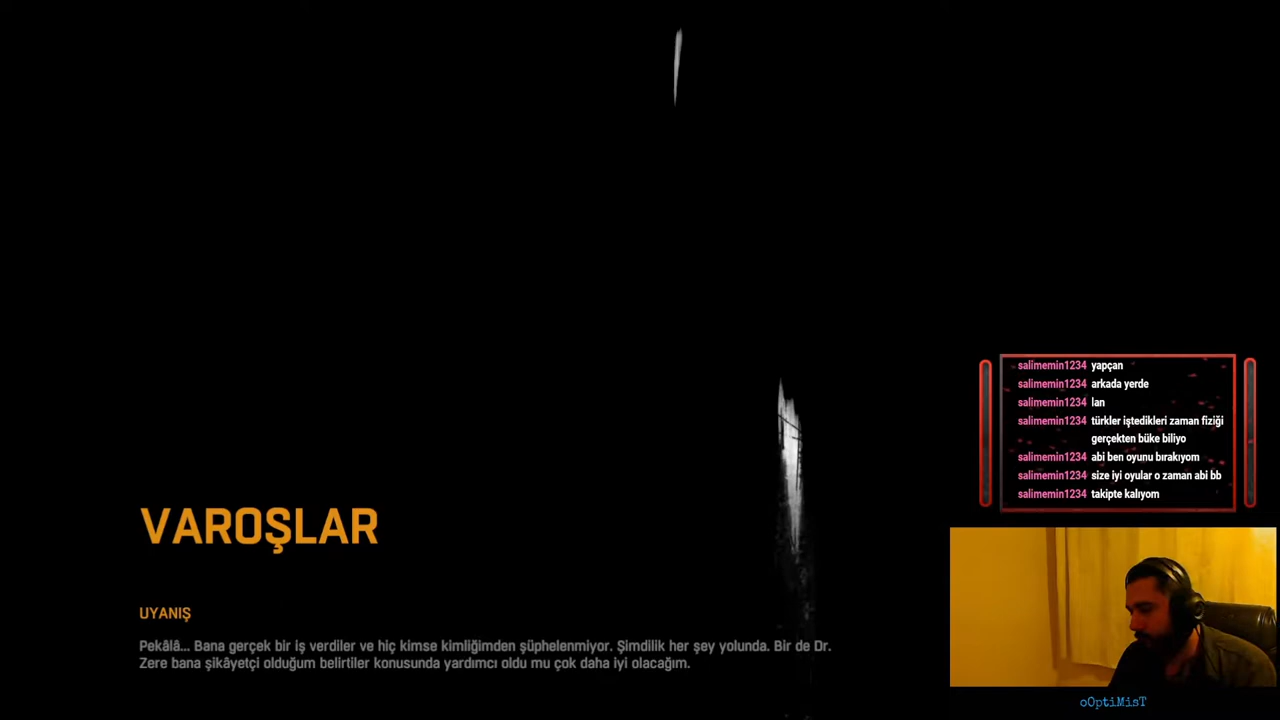 salimemin1234 yapçan
salimemin1234 arkada yerde
salimemin1234 lan
salimemin1234 türkler iştedikleri zaman fiziği
gerçekten büke biliyo
salimemin1234 abi ben oyunu bırakıyom
salimemin1234 size iyi oyular o zaman abi bb
salimemin1234 takipte kalıyom
VAROŞLAR
UYANIŞ
Pekâlâ... Bana gerçek bir iş verdiler ve hiç kimse kimliğimden şüphelenmiyor. Şimdilik her şey yolunda. Bir de Dr.
Zere bana şikâyetçi olduğum belirtiler konusunda yardımcı oldu mu çok daha iyi olacağım.
oOptiMisT